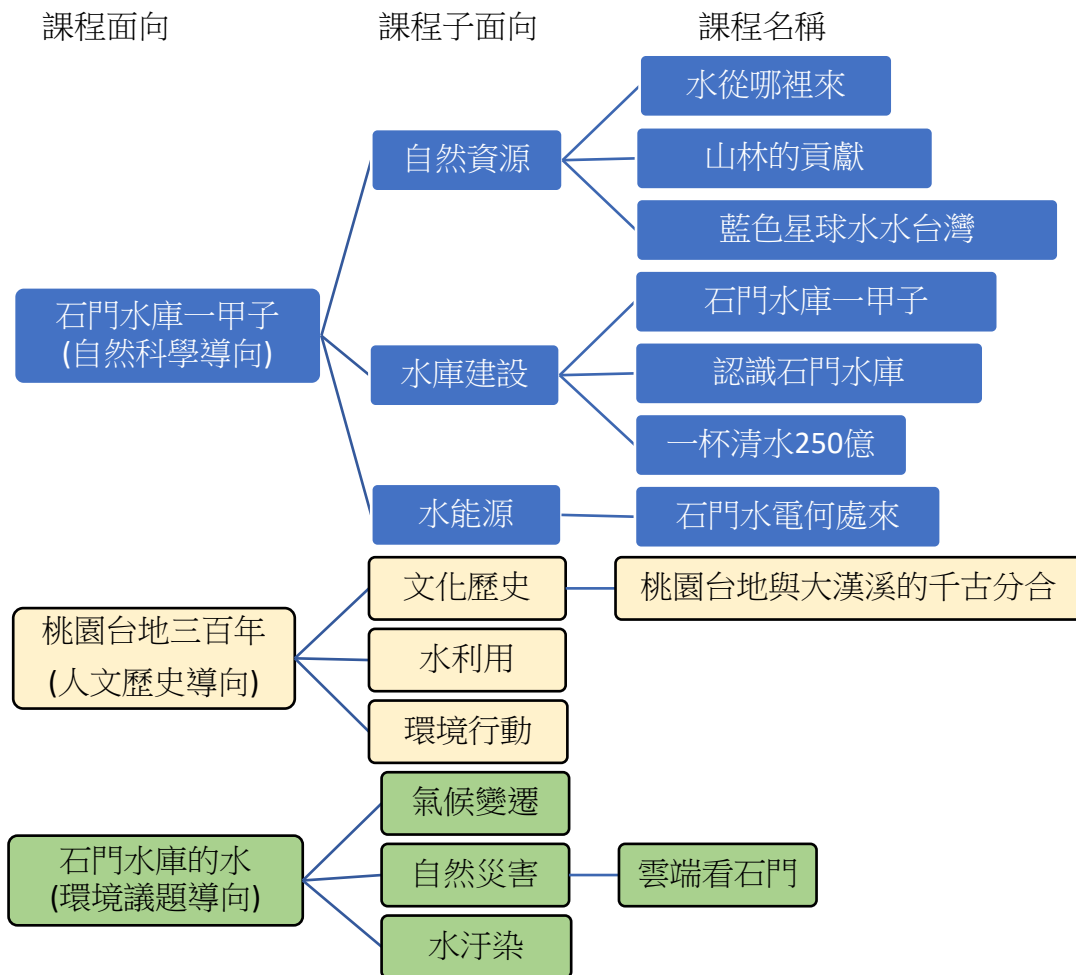 課程面向 課程子面向 課程名稱
石門水庫一甲子
(自然科學導向)
自然資源
水從哪裡來
山林的貢獻
藍色星球水水台灣
水庫建設
石門水庫一甲子
認識石門水庫
一杯清水250億
水能源
石門水電何處來
桃園台地三百年
(人文歷史導向)
文化歷史
桃園台地與大漢溪的千古分合
水利用
環境行動
石門水庫的水
(環境議題導向)
氣候變遷
自然災害
雲端看石門
水汙染